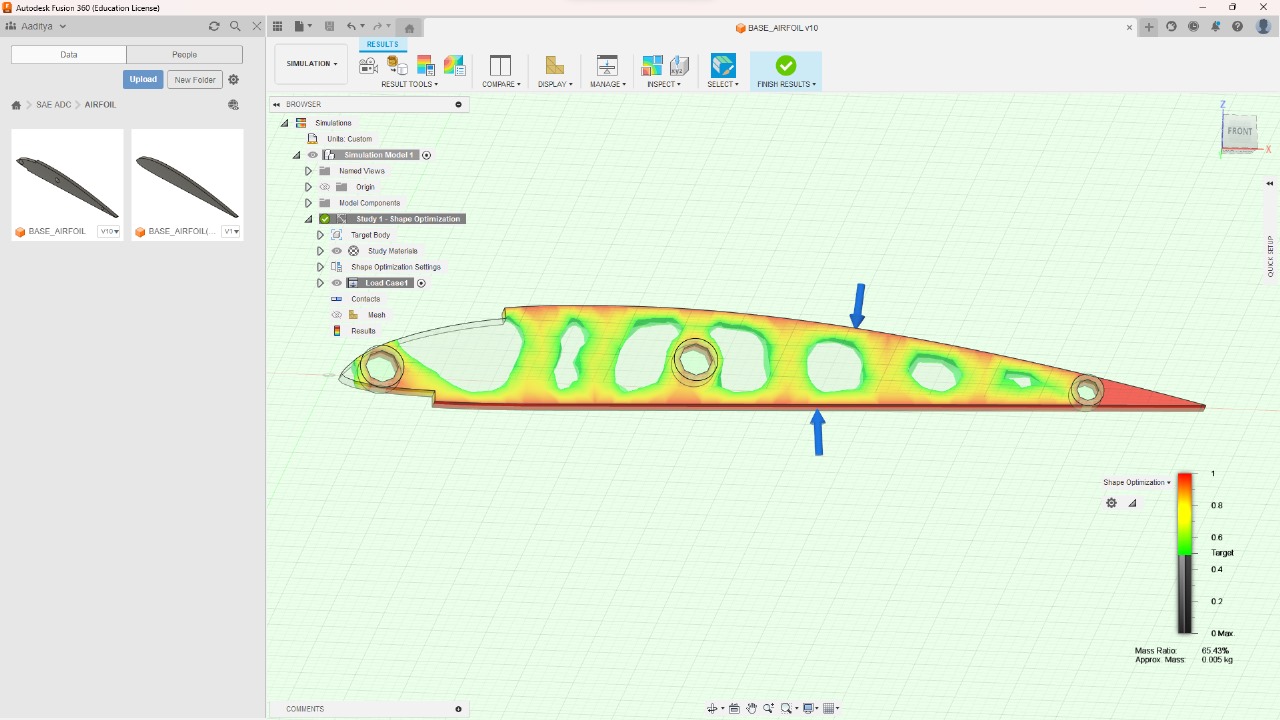 Autodesk Fusion 360 (Education License)
Aaditya
BASE_AIRFOIL v10
Data
People
RESULTS
Upload
New Folder
SIMULATION
RESULT TOOLS
COMPARE
DISPLAY
MANAGE
INSPECT
SELECT
FINISH RESULTS
SAE ADC
AIRFOIL
BROWSER
Simulations
Units: Custom
Simulation Model 1
Named Views
Origin
Model Components
Study 1 - Shape Optimization
Target Body
Study Materials
Shape Optimization Settings
Load Case1
Contacts
Mesh
Results
BASE_AIRFOIL
V10
BASE_AIRFOIL(...
V1
Z
FRONT
X
QUICK SETUP
Shape Optimization
1
0.8
0.6
Target
0.4
0.2
0 Max.
Mass Ratio: 65.43%
Approx. Mass: 0.005 kg
COMMENTS